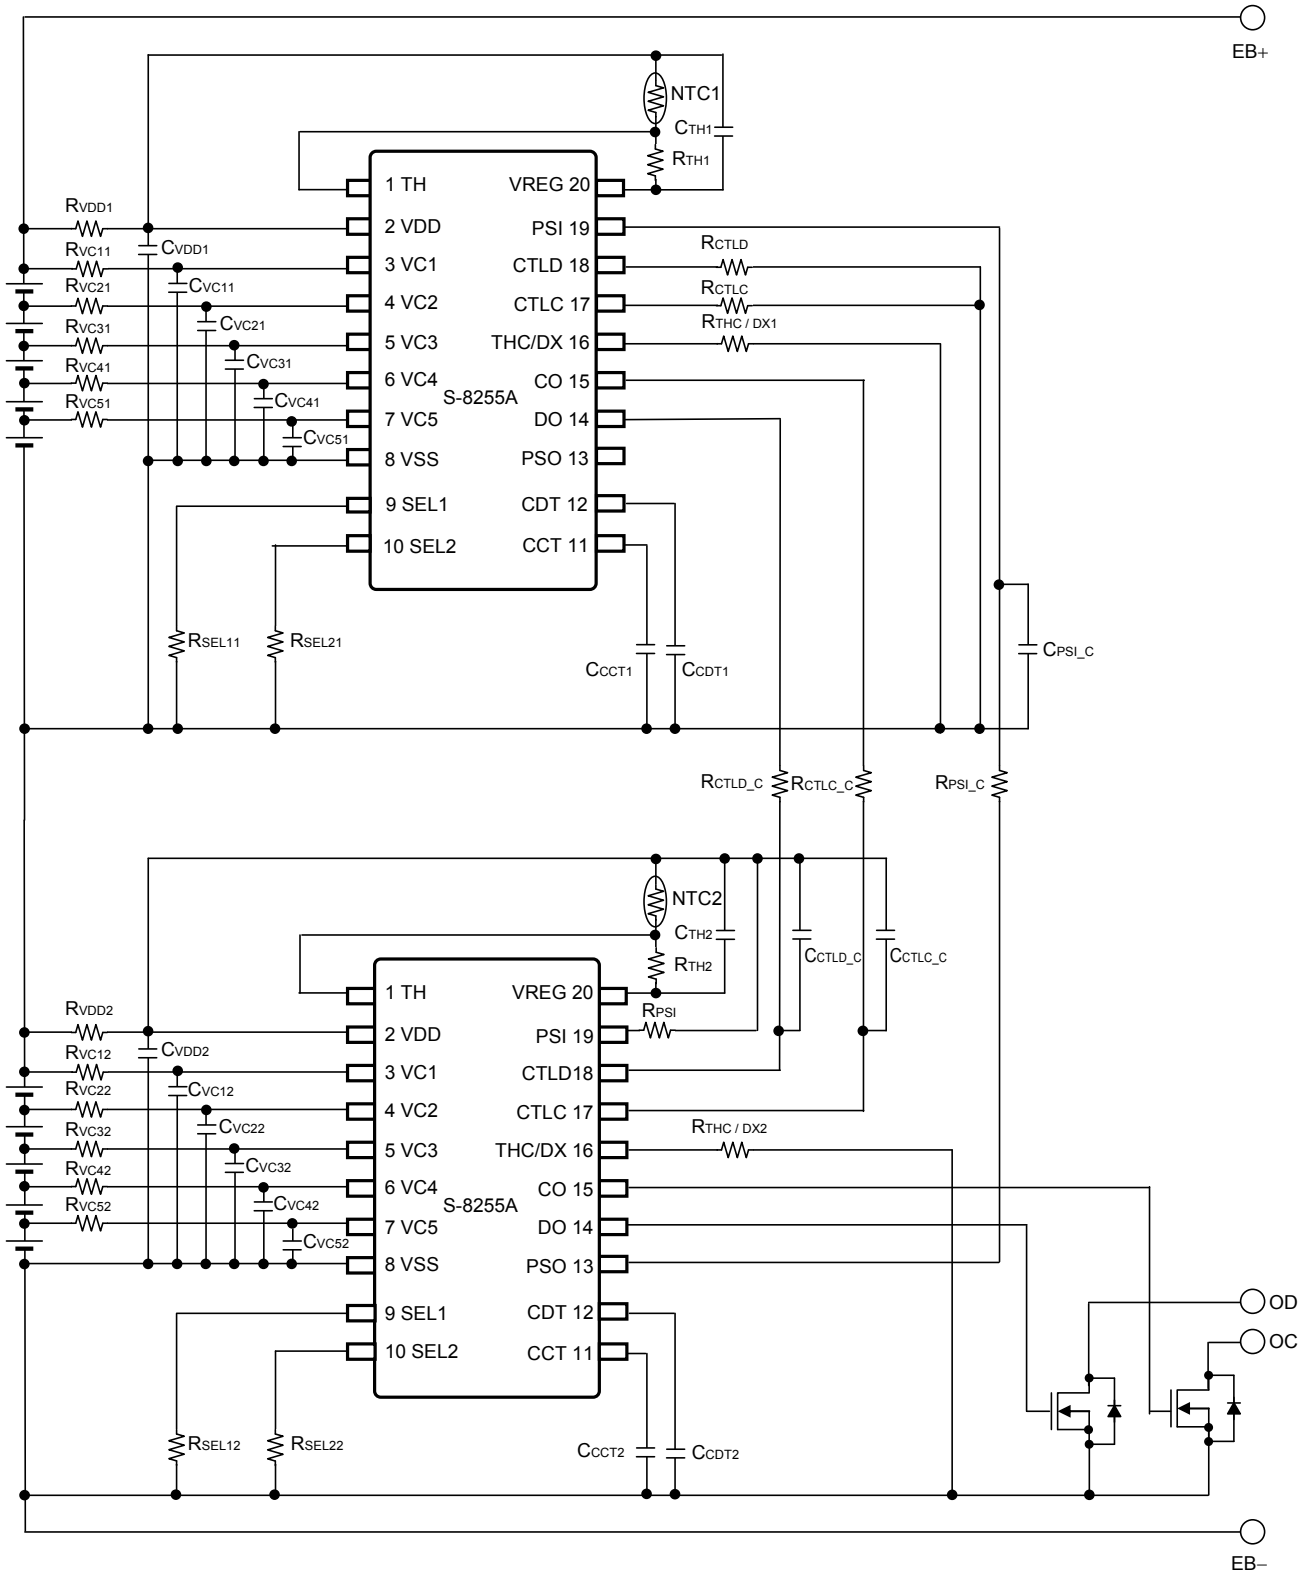 EB+
NTC1
CTH1
RTH1
1 TH
VREG 20
RVDD1
2 VDD
PSI 19
RVC11
CVDD1
3 VC1
CTLD 18
RCTLD
RVC21
CVC11
4 VC2
CTLC 17
RCTLC
RVC31
CVC21
5 VC3
THC/DX 16
RTHC / DX1
RVC41
CVC31
6 VC4
CO 15
S-8255A
RVC51
CVC41
7 VC5
DO 14
CVC51
8 VSS
PSO 13
9 SEL1
CDT 12
10 SEL2
CCT 11
RSEL11
RSEL21
CCCT1
CCDT1
CPSI_C
RCTLD_C
RCTLC_C
RPSI_C
NTC2
CTH2
RTH2
CCTLD_C
CCTLC_C
1 TH
VREG 20
RVDD2
RPSI
2 VDD
PSI 19
RVC12
CVDD2
3 VC1
CTLD18
RVC22
CVC12
4 VC2
CTLC 17
RVC32
CVC22
5 VC3
THC/DX 16
RTHC / DX2
RVC42
CVC32
6 VC4
CO 15
S-8255A
RVC52
CVC42
7 VC5
DO 14
CVC52
8 VSS
PSO 13
9 SEL1
CDT 12
OD
10 SEL2
CCT 11
OC
RSEL12
RSEL22
CCCT2
CCDT2
EB−